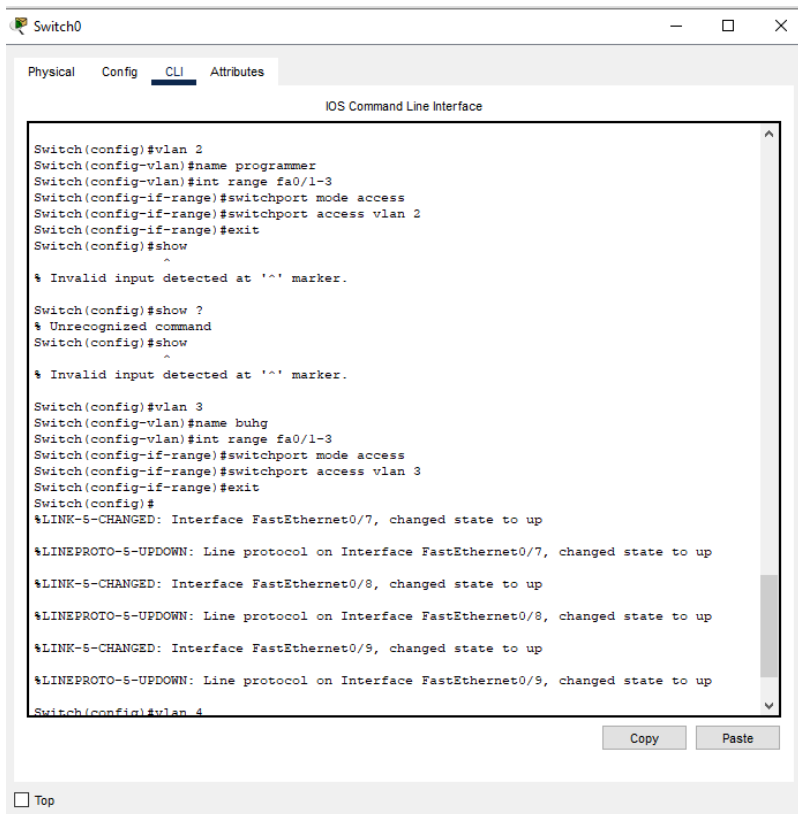 Switch0
Physical Config CLI Attributes
IOS Command Line Interface
Switch(config)#vlan 2
Switch(config-vlan)#name programmer
Switch(config-vlan)#int range fa0/1-3
Switch(config-if-range)#switchport mode access
Switch(config-if-range)#switchport access vlan 2
Switch(config-if-range)#exit
Switch(config)#show
^
% Invalid input detected at '^' marker.
Switch(config)#show ?
% Unrecognized command
Switch(config)#show
^
% Invalid input detected at '^' marker.
Switch(config)#vlan 3
Switch(config-vlan)#name buhg
Switch(config-vlan)#int range fa0/1-3
Switch(config-if-range)#switchport mode access
Switch(config-if-range)#switchport access vlan 3
Switch(config-if-range)#exit
Switch(config)#
%LINK-5-CHANGED: Interface FastEthernet0/7, changed state to up
%LINEPROTO-5-UPDOWN: Line protocol on Interface FastEthernet0/7, changed state to up
%LINK-5-CHANGED: Interface FastEthernet0/8, changed state to up
%LINEPROTO-5-UPDOWN: Line protocol on Interface FastEthernet0/8, changed state to up
%LINK-5-CHANGED: Interface FastEthernet0/9, changed state to up
%LINEPROTO-5-UPDOWN: Line protocol on Interface FastEthernet0/9, changed state to up
Switch(config)#vlan 4
Copy Paste
Top